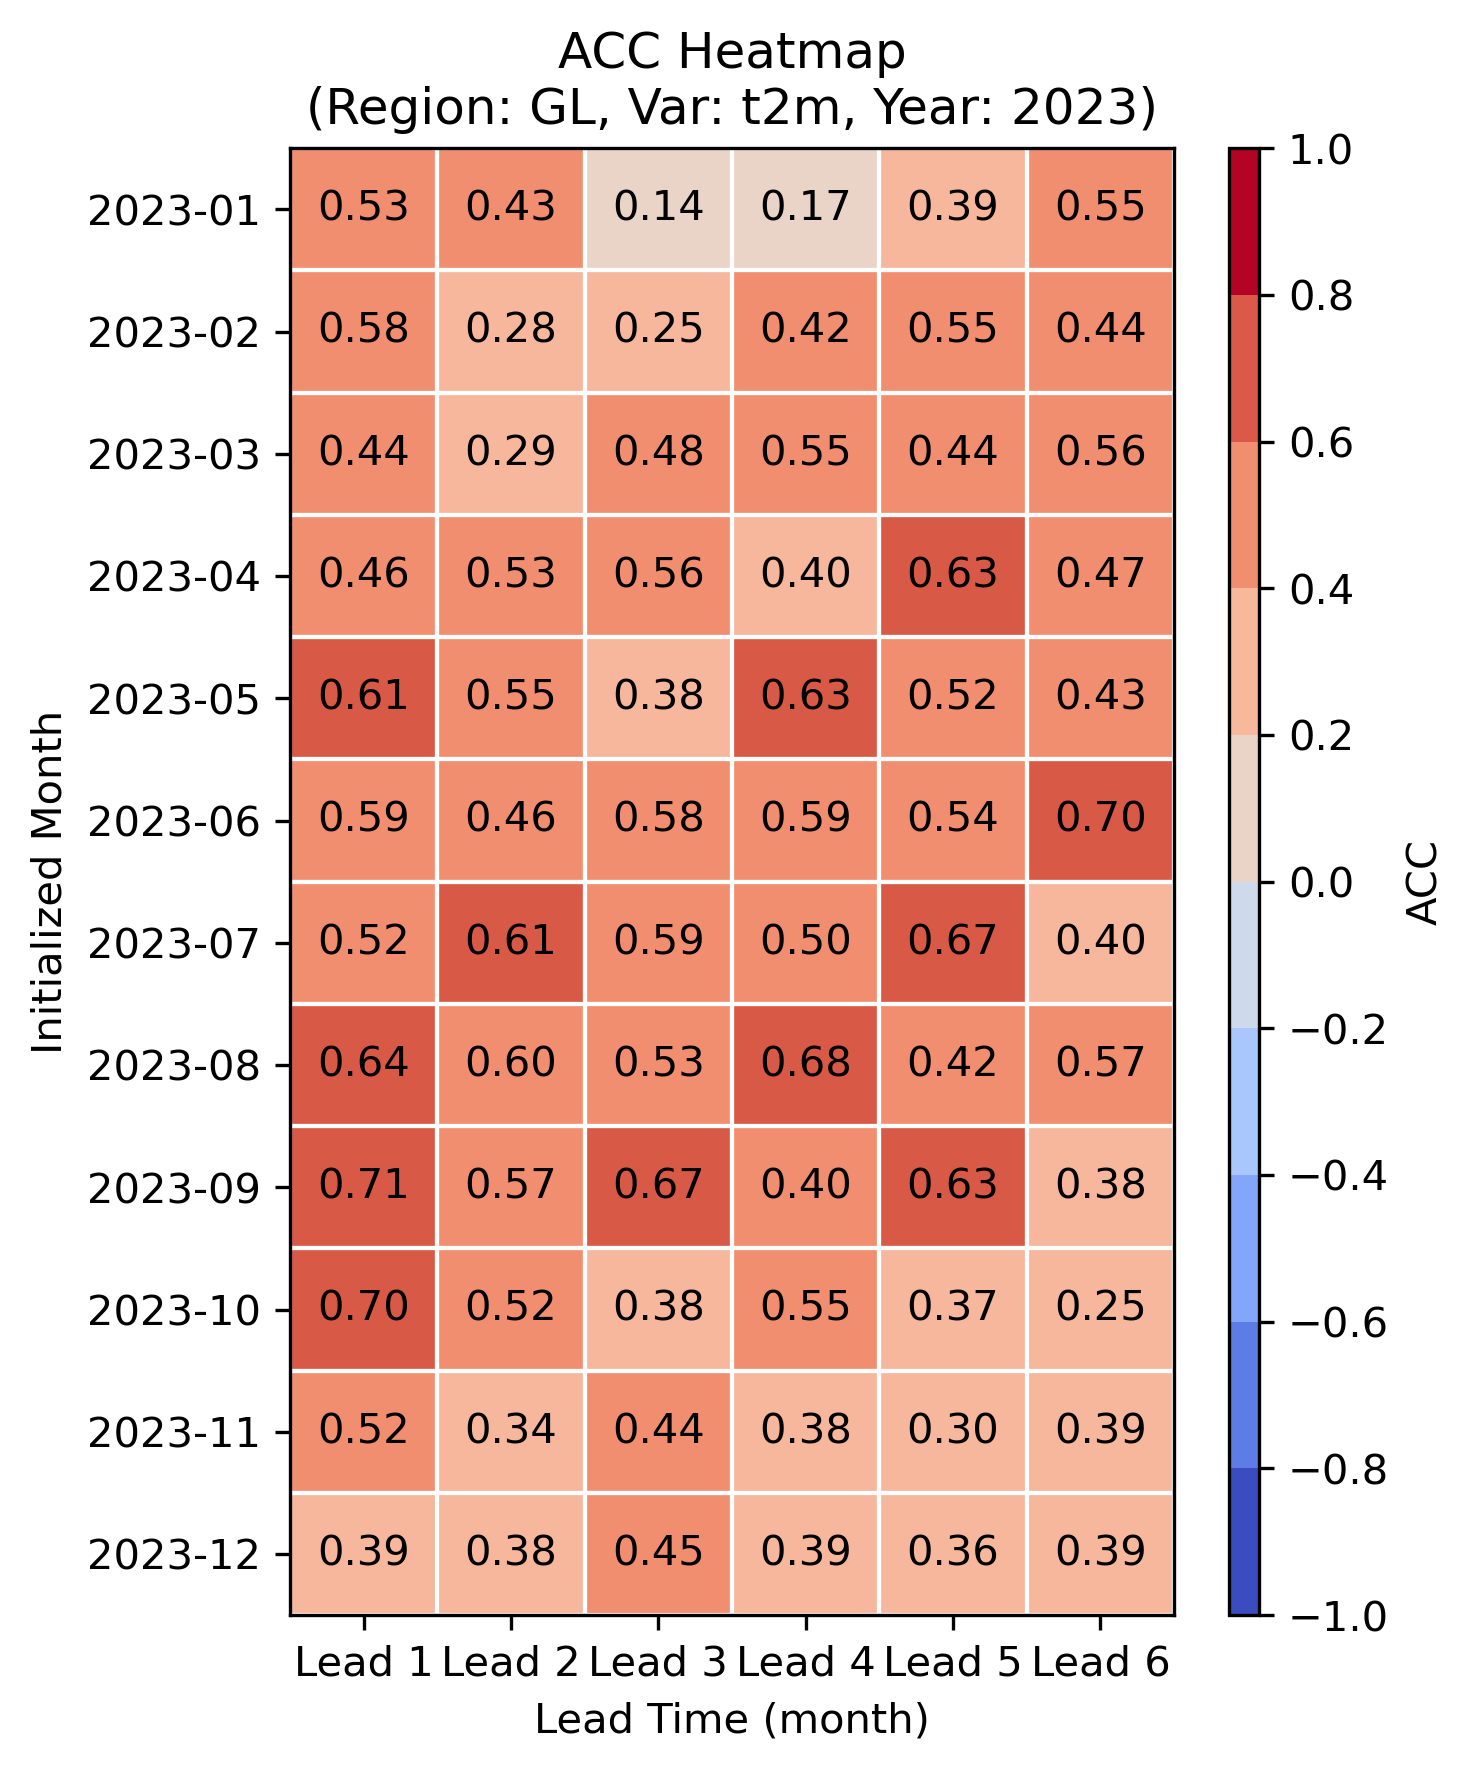 ACC Heatmap
(Region: GL, Var: t2m, Year: 2023)
2023-01 0.53 0.43 0.14 0.17 0.39 0.55
2023-02 0.58 0.28 0.25 0.42 0.55 0.44
2023-03 0.44 0.29 0.48 0.55 0.44 0.56
2023-04 0.46 0.53 0.56 0.40 0.63 0.47
2023-05 0.61 0.55 0.38 0.63 0.52 0.43
2023-06 0.59 0.46 0.58 0.59 0.54 0.70
2023-07 0.52 0.61 0.59 0.50 0.67 0.40
2023-08 0.64 0.60 0.53 0.68 0.42 0.57
2023-09 0.71 0.57 0.67 0.40 0.63 0.38
2023-10 0.70 0.52 0.38 0.55 0.37 0.25
2023-11 0.52 0.34 0.44 0.38 0.30 0.39
2023-12 0.39 0.38 0.45 0.39 0.36 0.39
Lead 1 Lead 2 Lead 3 Lead 4 Lead 5 Lead 6
Lead Time (month)
Initialized Month
1.0
0.8
0.6
0.4
0.2
0.0
−0.2
−0.4
−0.6
−0.8
−1.0
ACC